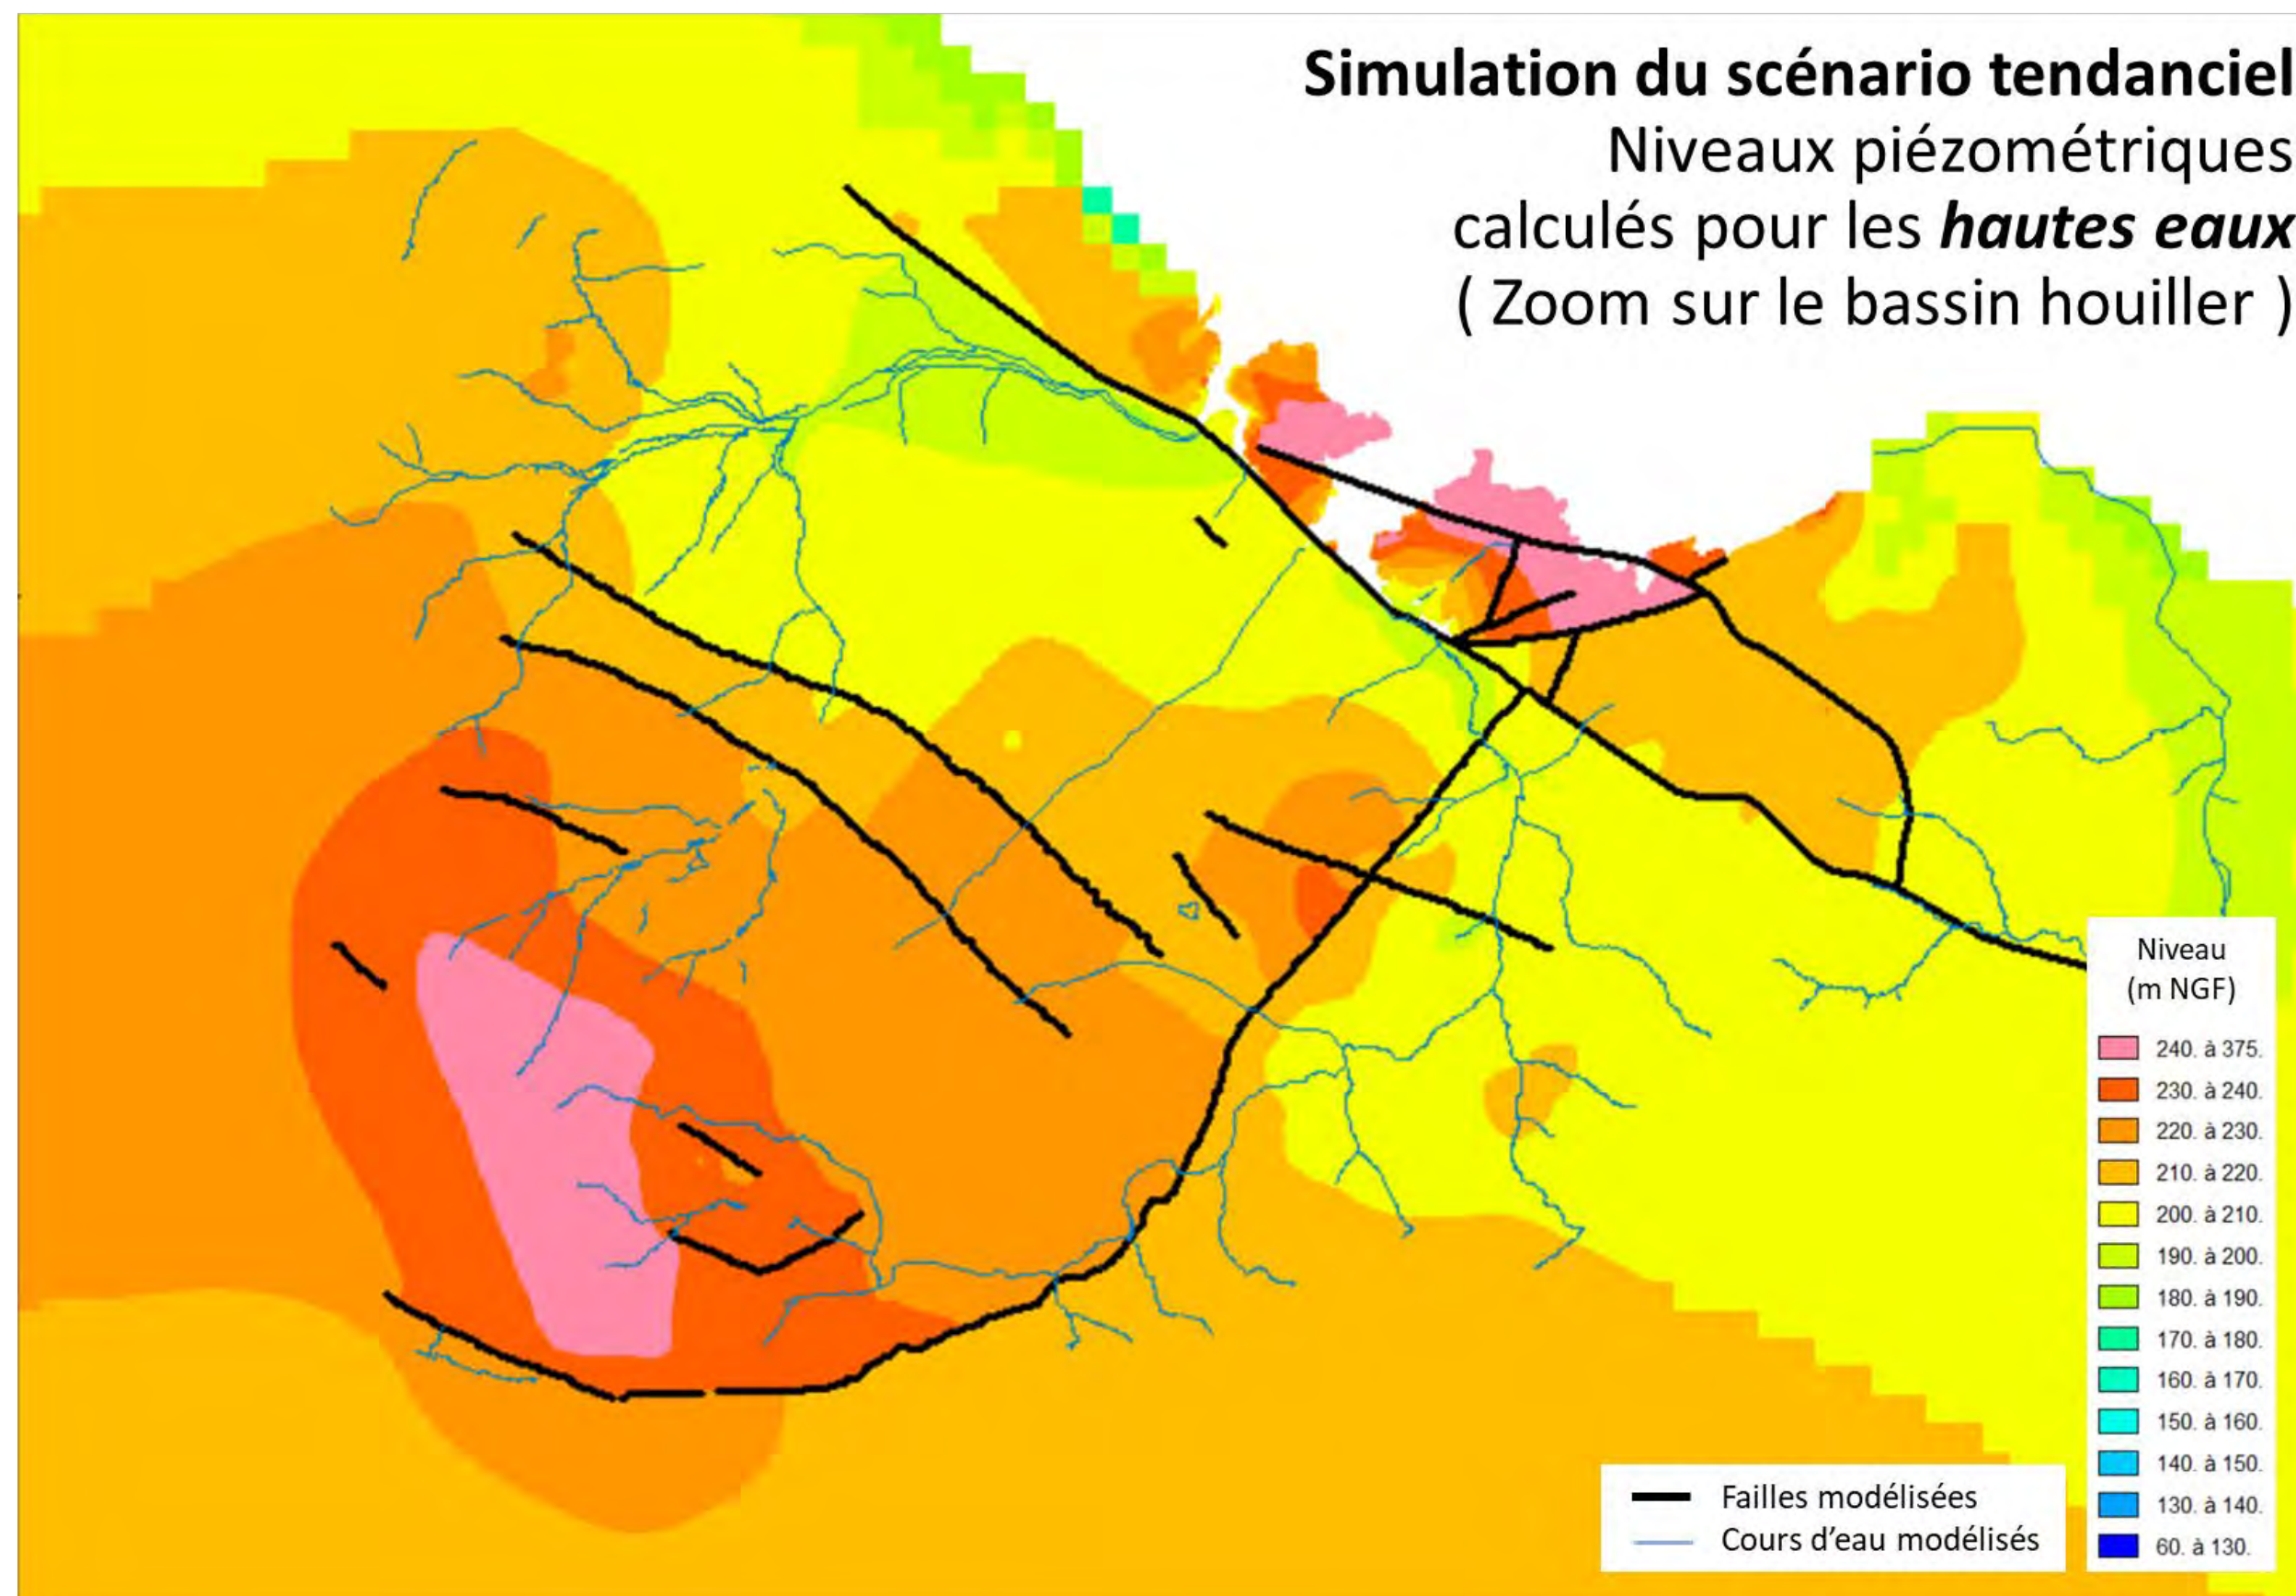 Simulation du scénario tendanciel
Niveaux piézométriques
calculés pour les hautes eaux
( Zoom sur le bassin houiller )
Niveau
(m NGF)
240. à 375.
230. à 240.
220. à 230.
210. à 220.
200. à 210.
190. à 200.
180. à 190.
170. à 180.
160. à 170.
150. à 160.
140. à 150.
130. à 140.
60. à 130.
Failles modélisées
Cours d'eau modélisés